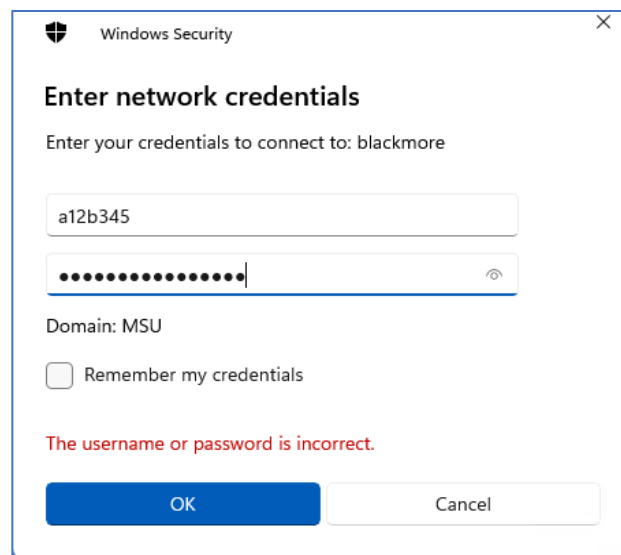 Windows Security
Enter network credentials
Enter your credentials to connect to: blackmore
a12b345
••••••••••••••••
Domain: MSU
Remember my credentials
The username or password is incorrect.
OK
Cancel